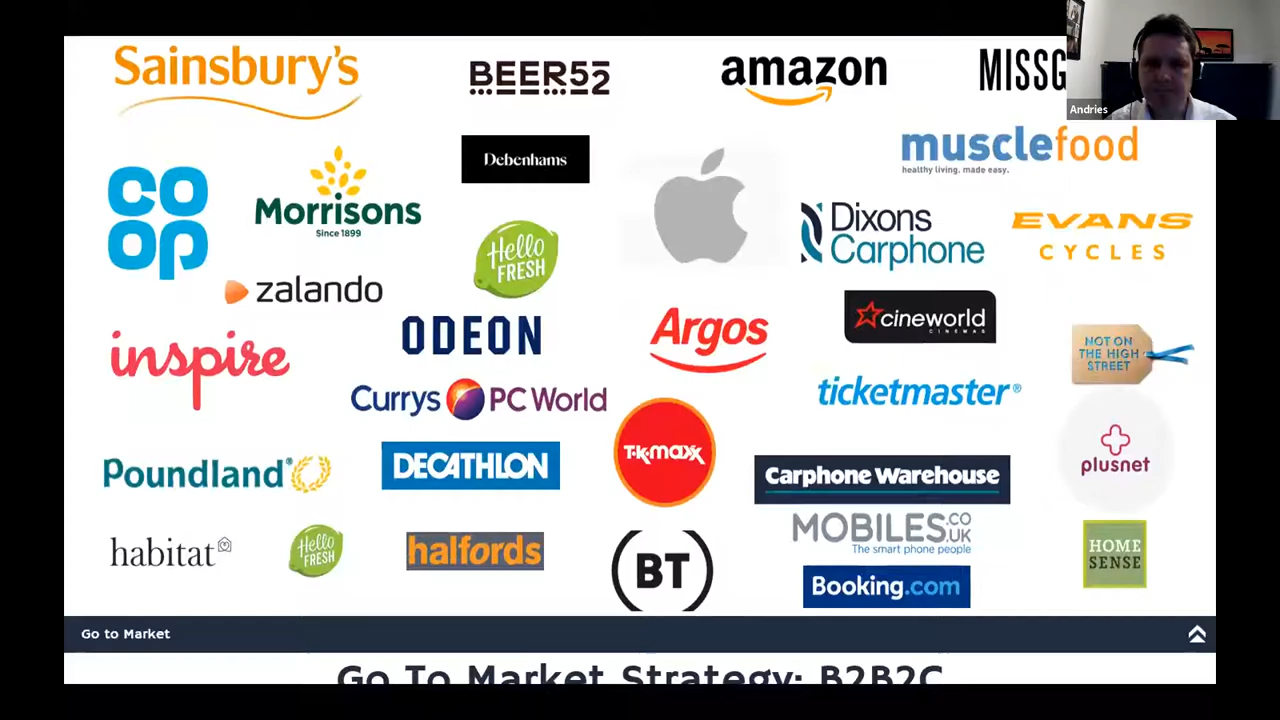 Sainsbury's
BEER52
amazon
MISSG
Andries
musclefood
healthy living. made easy.
Debenhams
CO
OP
Morrisons
Since 1899
Dixons
Carphone
EVANS
CYCLES
Hello
FRESH
zalando
cineworld
CINEMAS
ODEON
Argos
inspire
NOT ON
THE HIGH
STREET
Currys PC World
ticketmaster®
T·K·maxx
plusnet
Poundland®
DECATHLON
Carphone Warehouse
MOBILES.CO
.UK
The smart phone people
habitat
Hello
FRESH
halfords
BT
HOME
SENSE
Booking.com
Go to Market
Go To Market Strategy: B2B2C